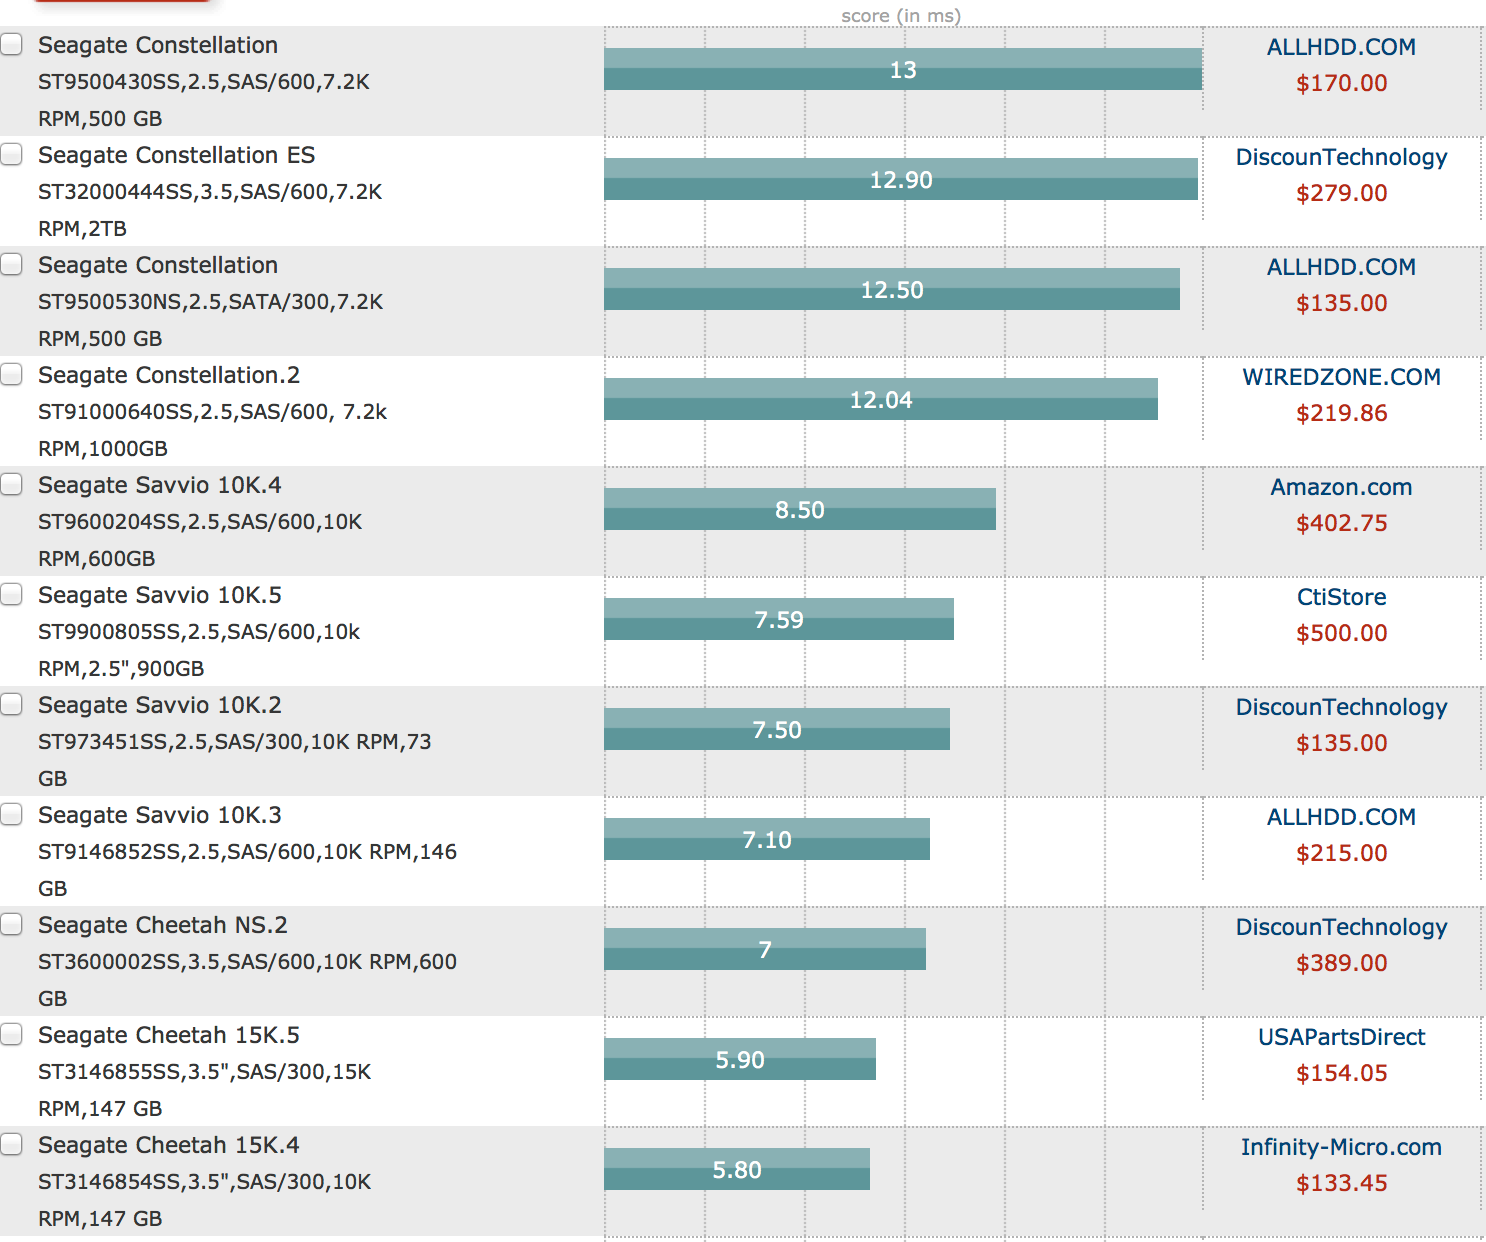 score (in ms)
Seagate Constellation
ST9500430SS,2.5,SAS/600,7.2K
RPM,500 GB
13
ALLHDD.COM
$170.00
Seagate Constellation ES
ST32000444SS,3.5,SAS/600,7.2K
RPM,2TB
12.90
DiscounTechnology
$279.00
Seagate Constellation
ST9500530NS,2.5,SATA/300,7.2K
RPM,500 GB
12.50
ALLHDD.COM
$135.00
Seagate Constellation.2
ST91000640SS,2.5,SAS/600, 7.2k
RPM,1000GB
12.04
WIREDZONE.COM
$219.86
Seagate Savvio 10K.4
ST9600204SS,2.5,SAS/600,10K
RPM,600GB
8.50
Amazon.com
$402.75
Seagate Savvio 10K.5
ST9900805SS,2.5,SAS/600,10k
RPM,2.5",900GB
7.59
CtiStore
$500.00
Seagate Savvio 10K.2
ST973451SS,2.5,SAS/300,10K RPM,73
GB
7.50
DiscounTechnology
$135.00
Seagate Savvio 10K.3
ST9146852SS,2.5,SAS/600,10K RPM,146
GB
7.10
ALLHDD.COM
$215.00
Seagate Cheetah NS.2
ST3600002SS,3.5,SAS/600,10K RPM,600
GB
7
DiscounTechnology
$389.00
Seagate Cheetah 15K.5
ST3146855SS,3.5",SAS/300,15K
RPM,147 GB
5.90
USAPartsDirect
$154.05
Seagate Cheetah 15K.4
ST3146854SS,3.5",SAS/300,10K
RPM,147 GB
5.80
Infinity-Micro.com
$133.45